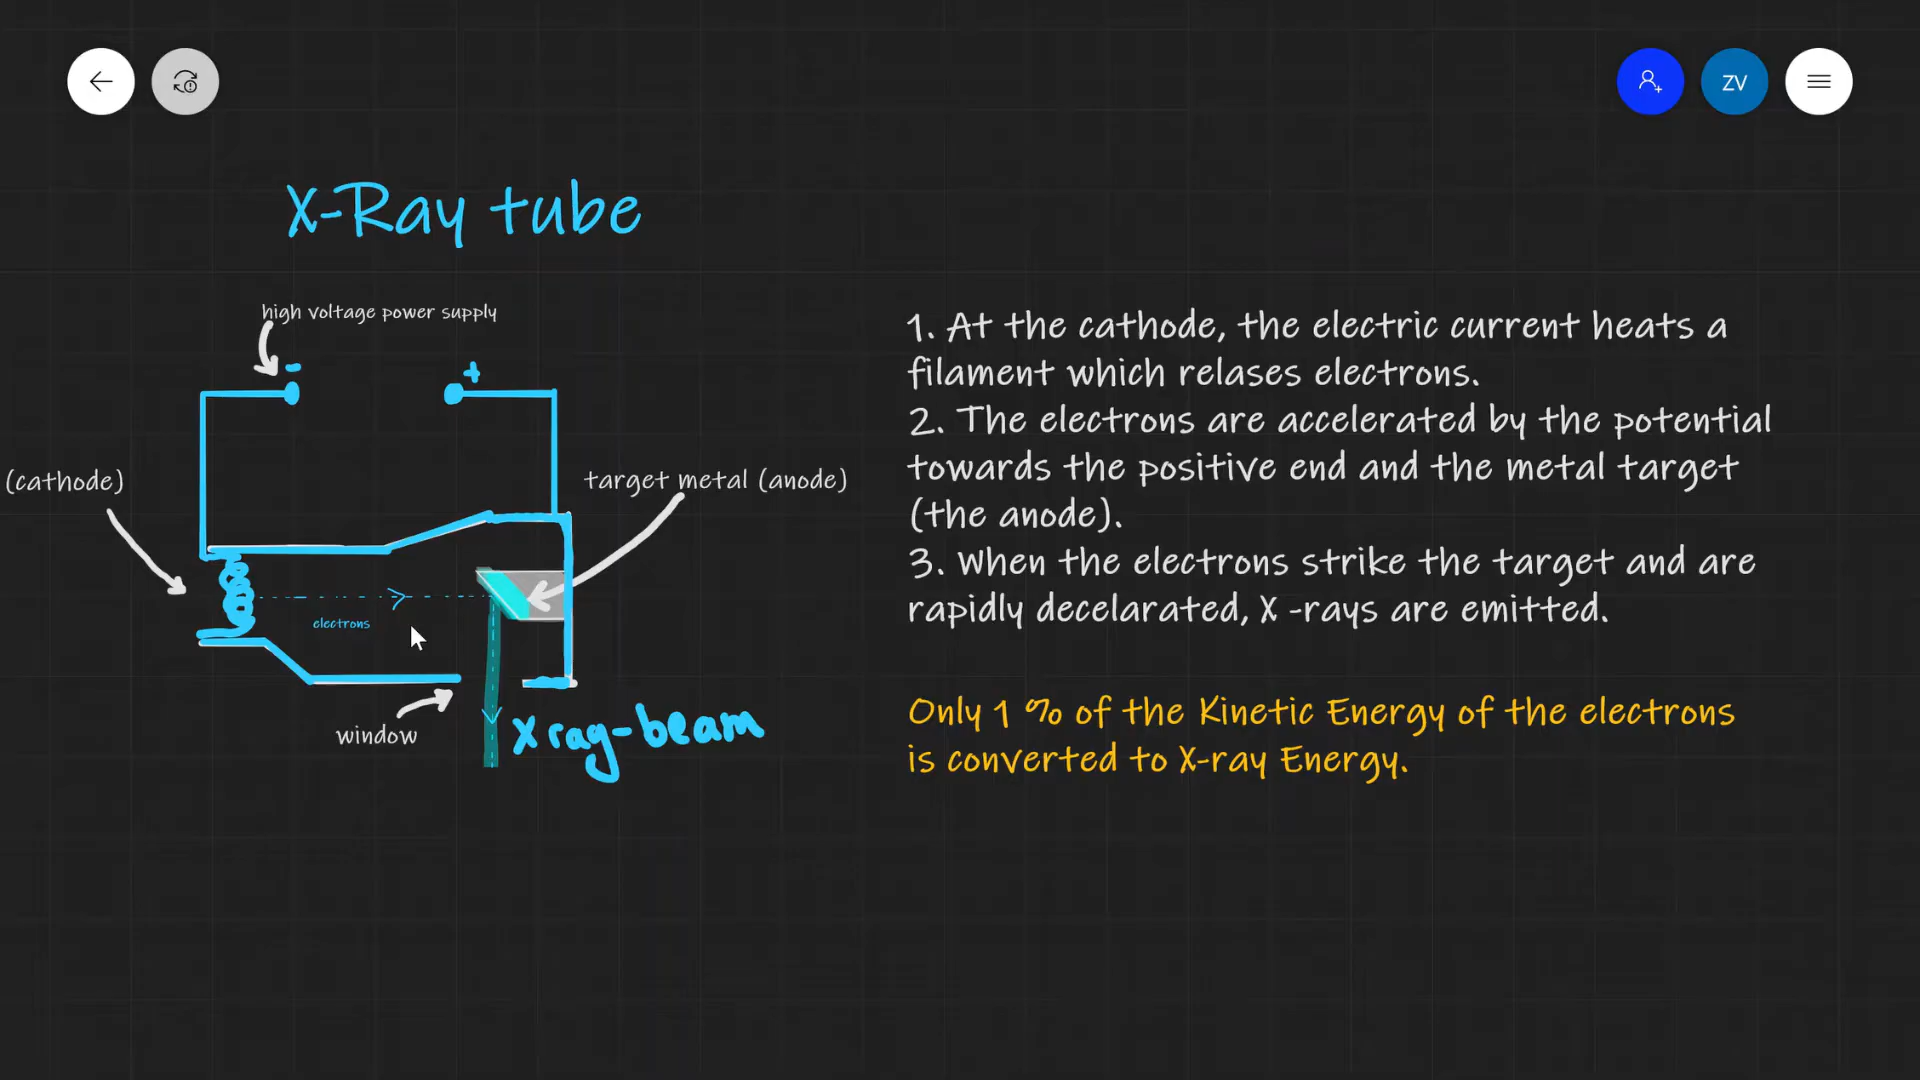 ZV
X-Ray tube
high voltage power supply
-
+
(cathode)
target metal (anode)
electrons
window
x ray-beam
1. At the cathode, the electric current heats a
filament which relases electrons.
2. The electrons are accelerated by the potential
towards the positive end and the metal target
(the anode).
3. When the electrons strike the target and are
rapidly decelarated, X -rays are emitted.
Only 1 % of the Kinetic Energy of the electrons
is converted to X-ray Energy.